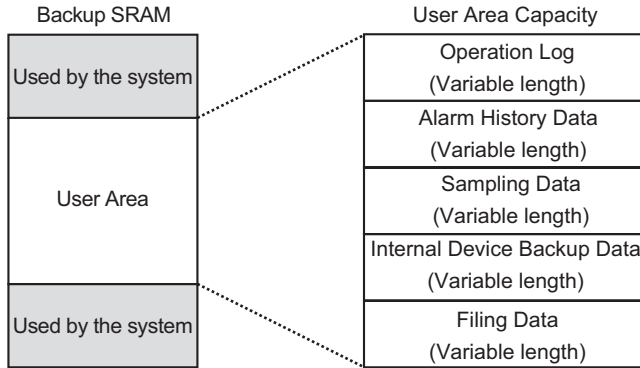 Backup SRAM
User Area Capacity
Used by the system
User Area
Used by the system
Operation Log
(Variable length)
Alarm History Data
(Variable length)
Sampling Data
(Variable length)
Internal Device Backup Data
(Variable length)
Filing Data
(Variable length)